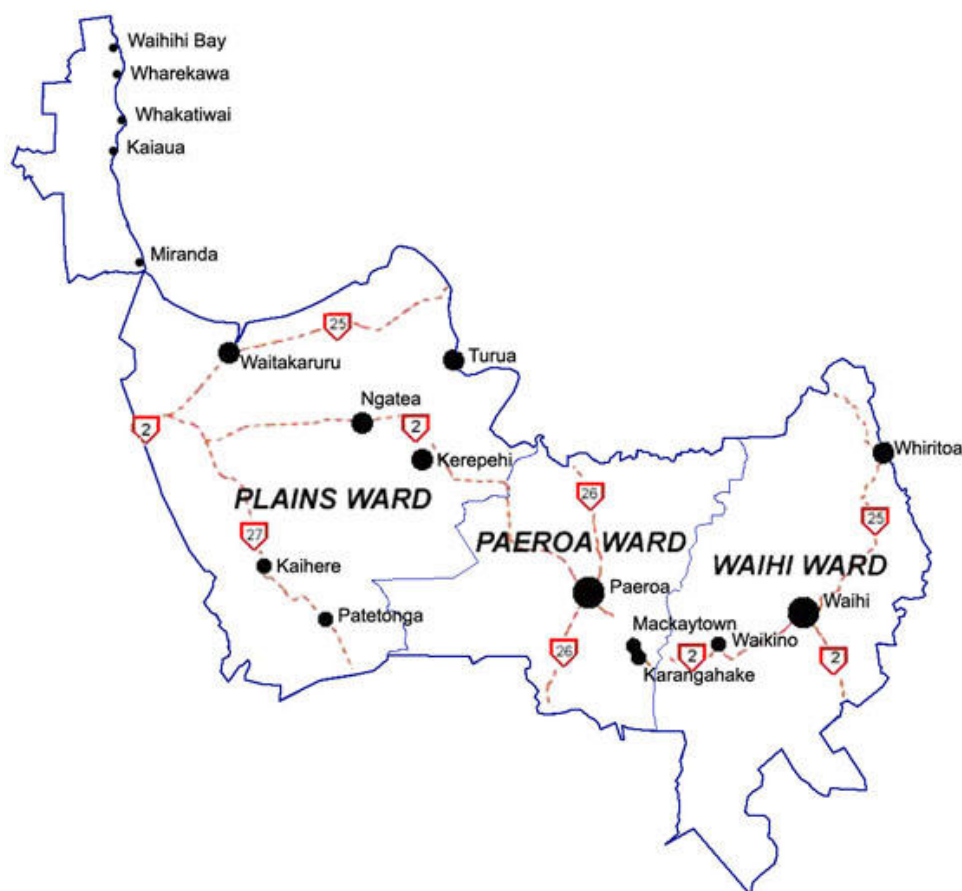 Waihihi Bay
Wharekawa
Whakatiwai
Kaiaua
Miranda
25
Waitakaruru
Turua
Ngatea
2
2
Kerepehi
Whiritoa
PLAINS WARD
26
25
27
PAEROA WARD
WAIHI WARD
Kaihere
Paeroa
Waihi
Patetonga
Mackaytown
Waikino
26
2
2
Karangahake